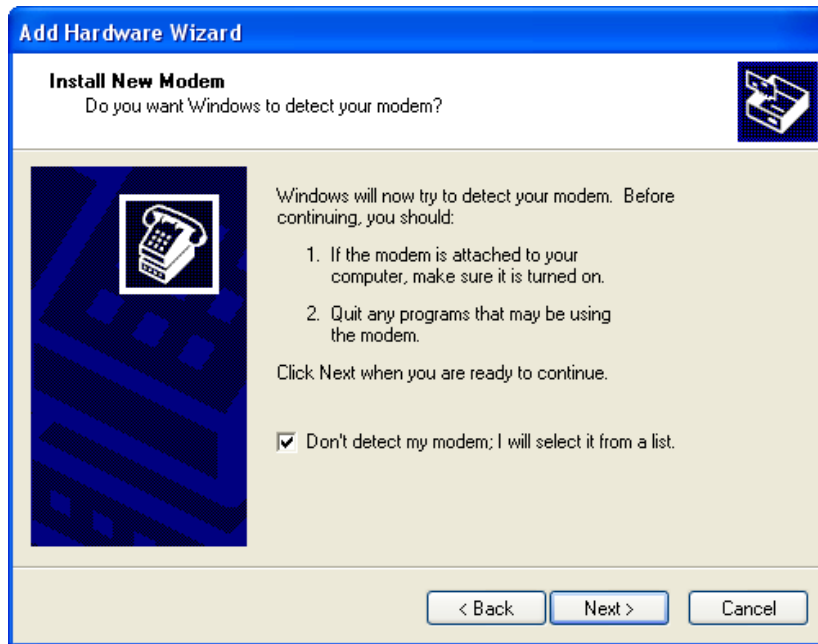 Add Hardware Wizard
Install New Modem
Do you want Windows to detect your modem?
Windows will now try to detect your modem.  Before
continuing, you should:
1.  If the modem is attached to your
computer, make sure it is turned on.
2.  Quit any programs that may be using
the modem.
Click Next when you are ready to continue.
Don't detect my modem; I will select it from a list.
< Back
Next >
Cancel